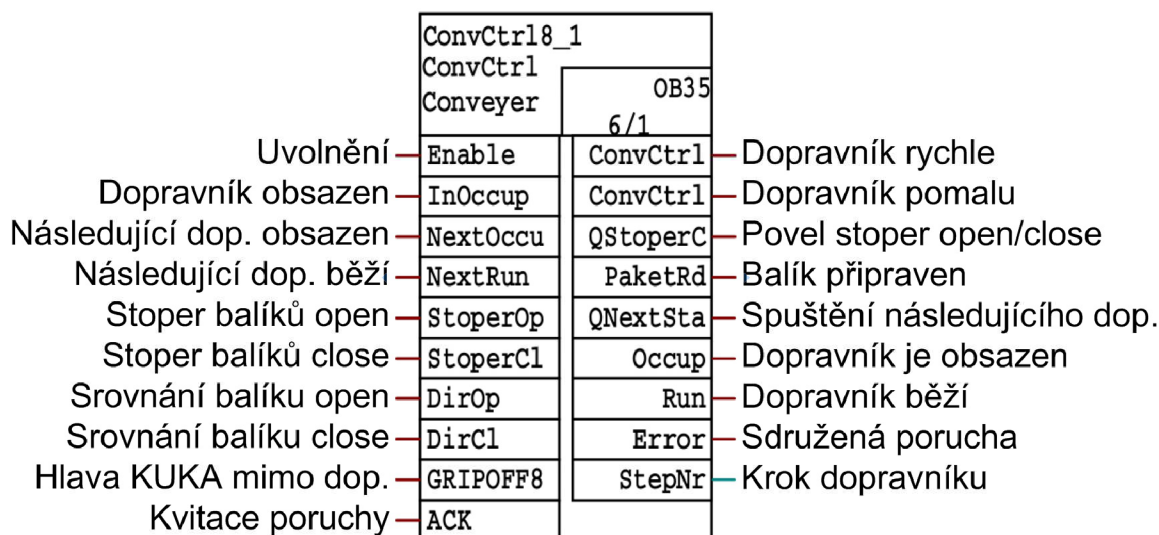 ConvCtrl8_1
ConvCtrl
Conveyer
OB35
6/1
Uvolnění Enable ConvCtrl Dopravník rychle
Dopravník obsazen InOccup ConvCtrl Dopravník pomalu
Následující dop. obsazen NextOccu QStoperC Povel stoper open/close
Následující dop. běží NextRun PaketRd Balík připraven
Stoper balíků open StoperOp QNextSta Spuštění následujícího dop.
Stoper balíků close StoperCl Occup Dopravník je obsazen
Srovnání balíku open DirOp Run Dopravník běží
Srovnání balíku close DirCl Error Sdružená porucha
Hlava KUKA mimo dop. GRIPOFF8 StepNr Krok dopravníku
Kvitace poruchy ACK